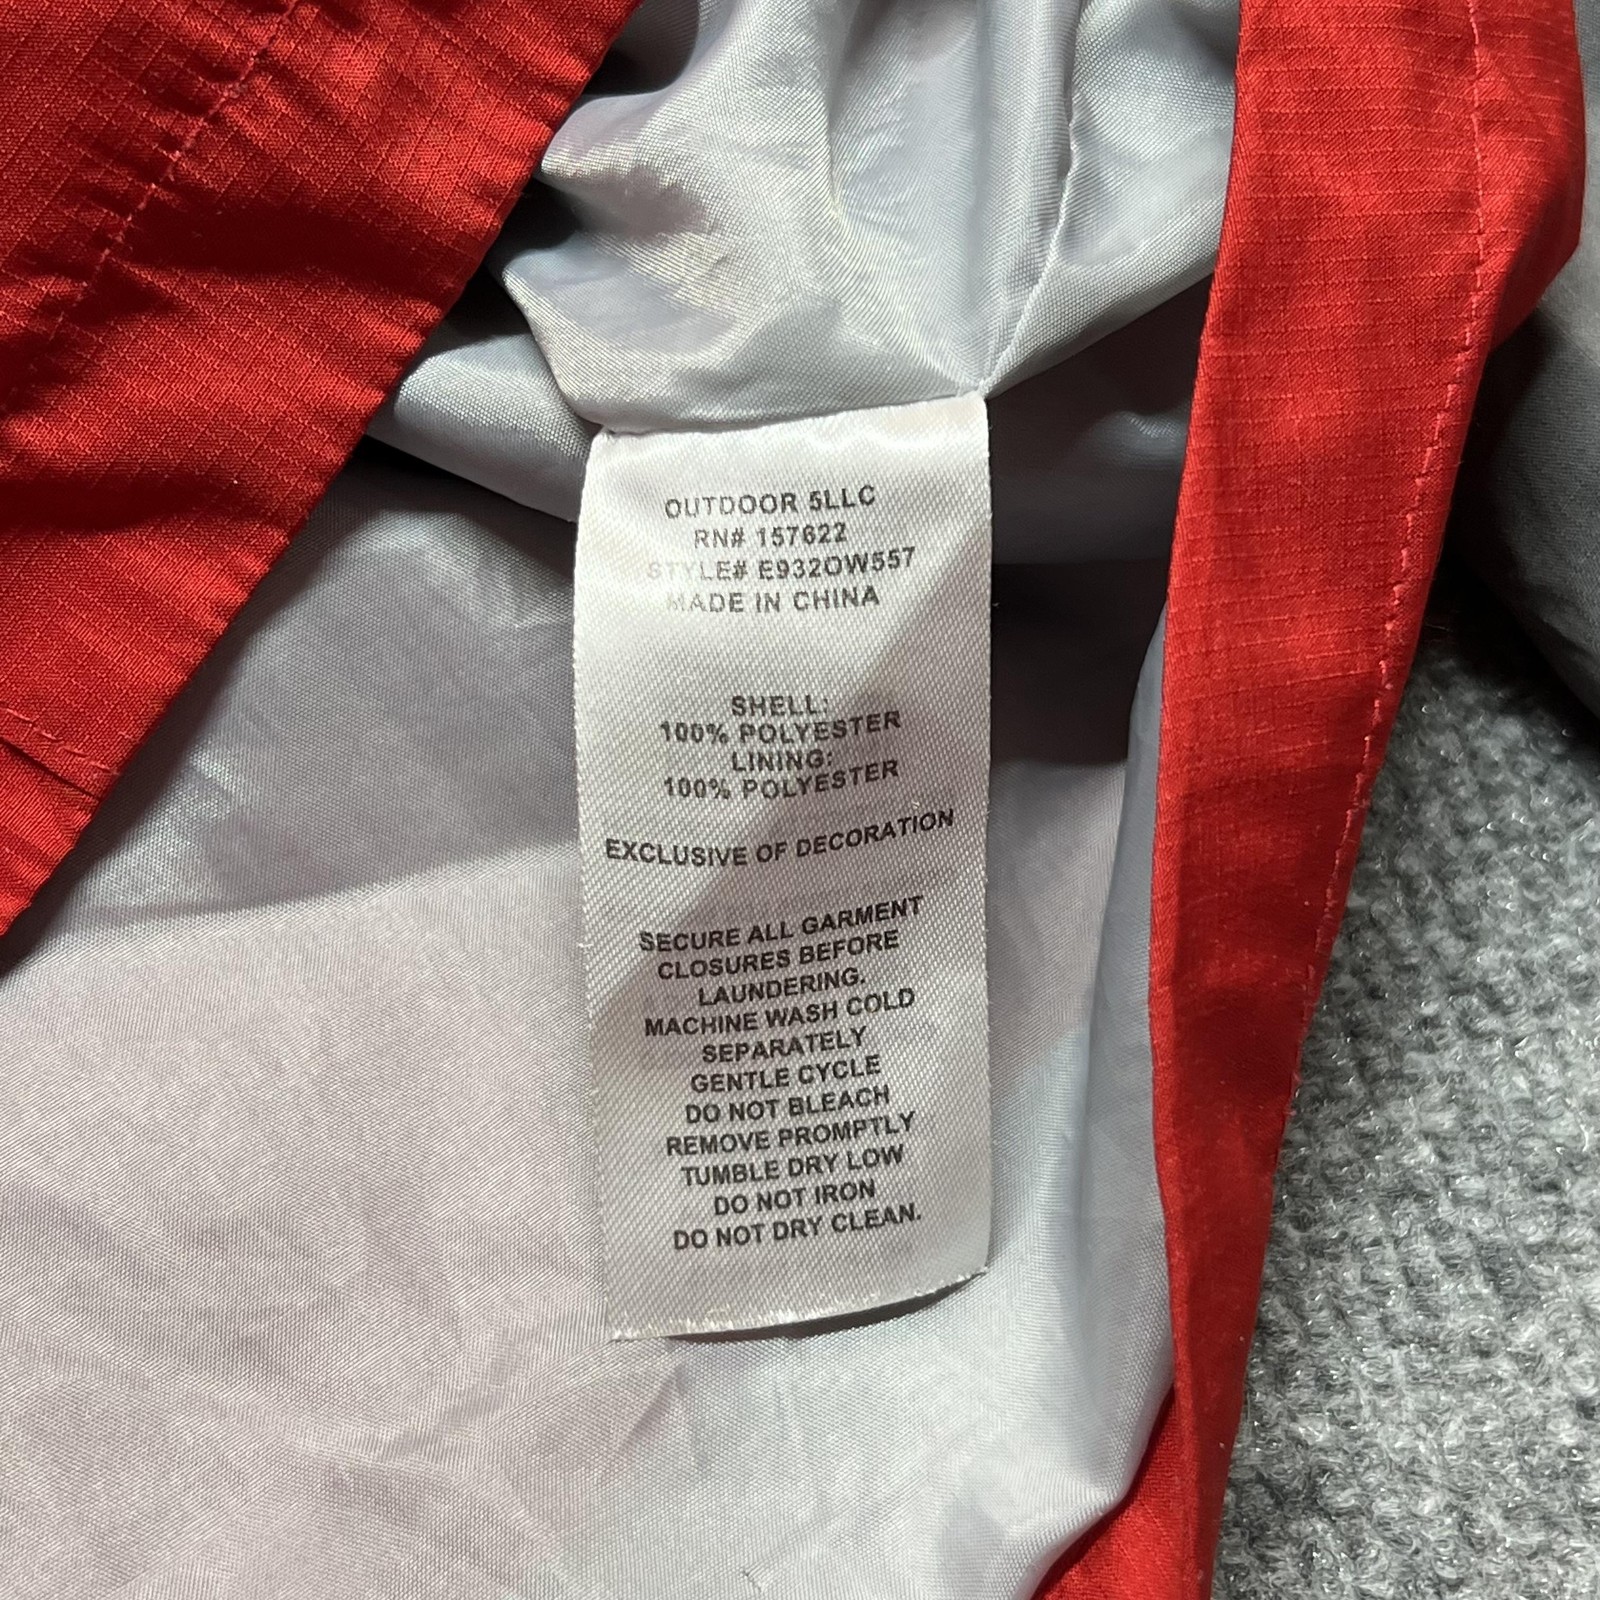 OUTDOOR 5LLC
RN# 157622
STYLE# E932OW557
MADE IN CHINA
SHELL:
100% POLYESTER
LINING:
100% POLYESTER
EXCLUSIVE OF DECORATION
SECURE ALL GARMENT
CLOSURES BEFORE
LAUNDERING.
MACHINE WASH COLD
SEPARATELY
GENTLE CYCLE
DO NOT BLEACH
REMOVE PROMPTLY
TUMBLE DRY LOW
DO NOT IRON
DO NOT DRY CLEAN.